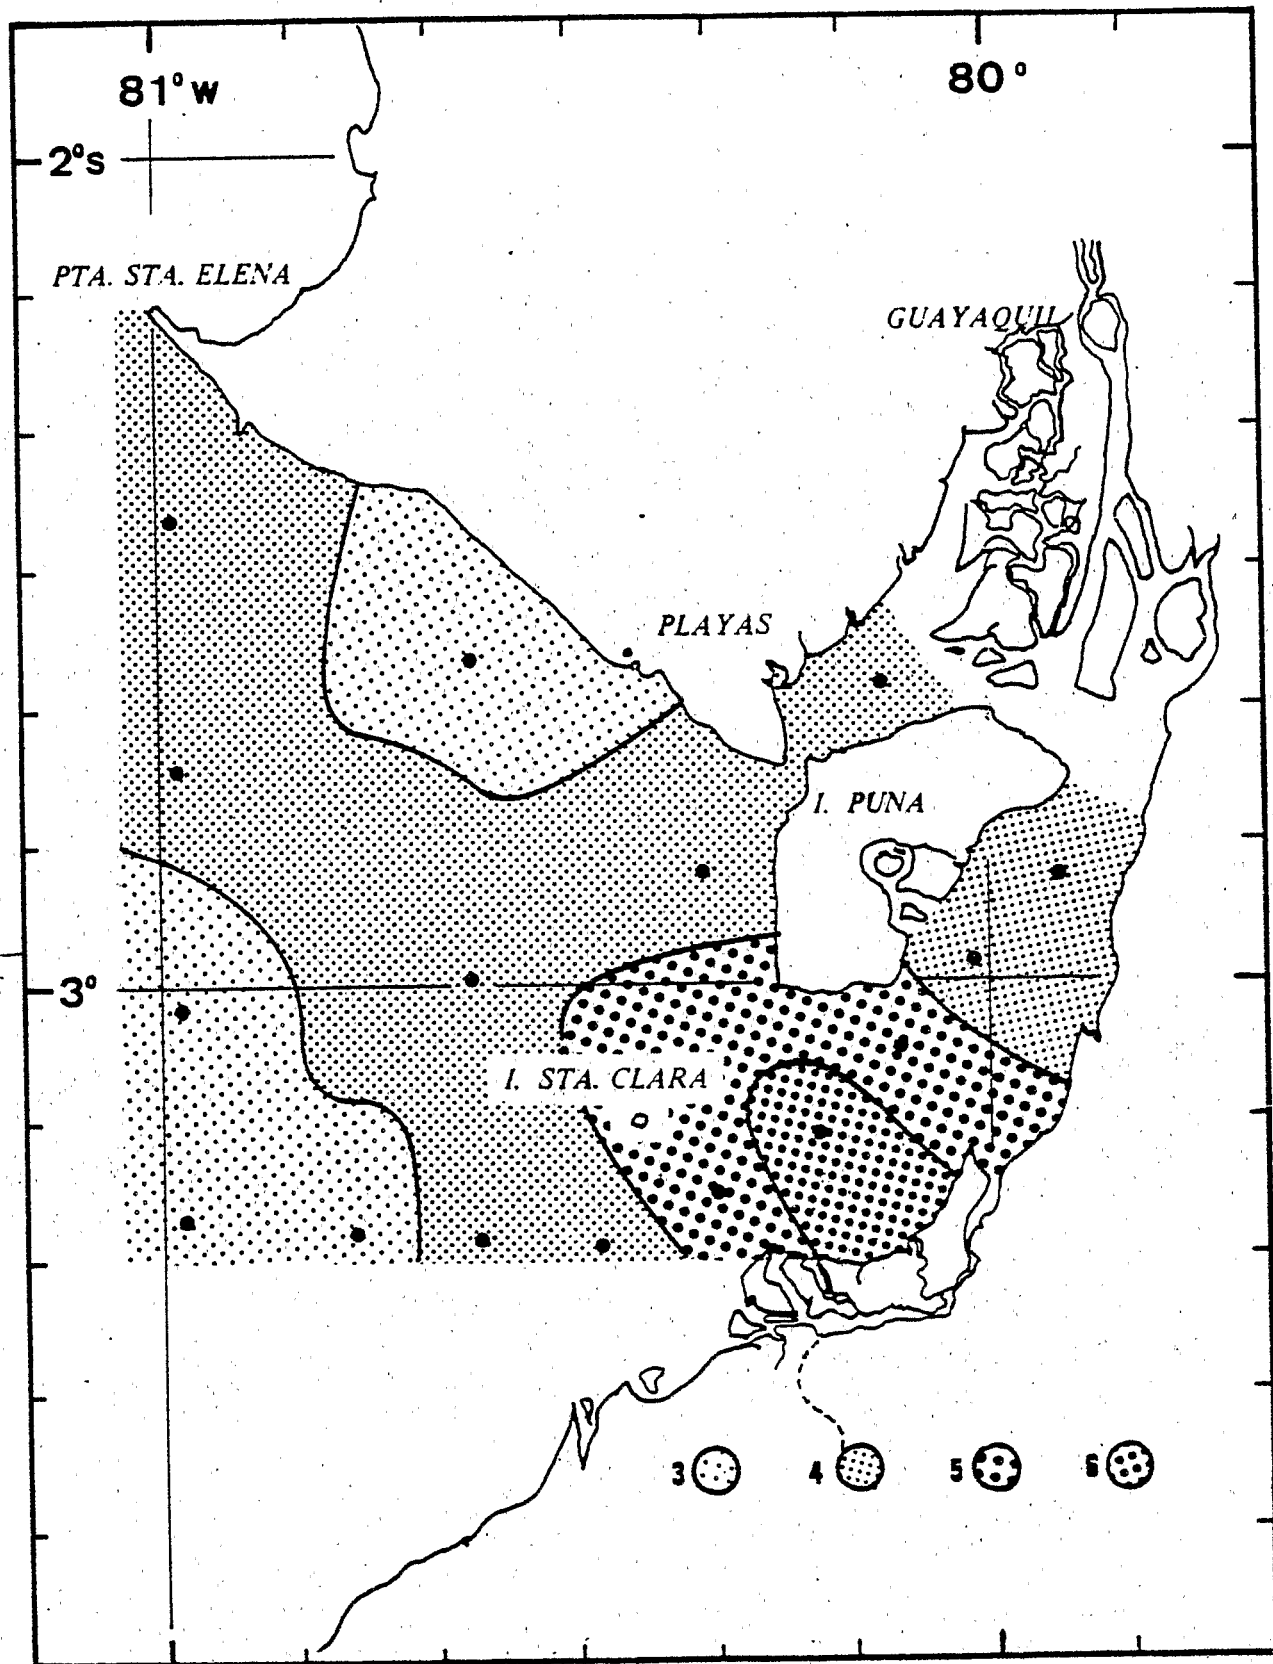 81°W 80°
2°S
PTA. STA. ELENA
GUAYAQUIL
PLAYAS
I. PUNA
3°
I. STA. CLARA
3 4 5 6